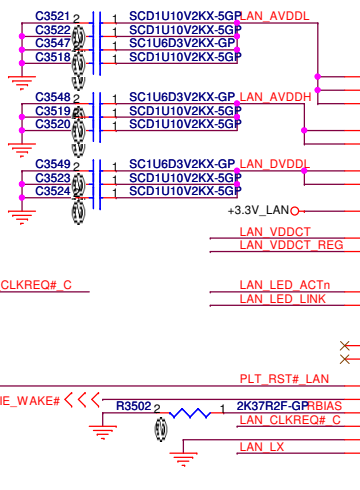 C3521 2 1 SCD1U10V2KX-5GP LAN_AVDDL
C3522 1 SCD1U10V2KX-5GP
C3547 2 1 SC1U6D3V2KX-GP
C3518 2 1 SCD1U10V2KX-5GP
C3548 2 1 SC1U6D3V2KX-GP LAN_AVDDH
C3519 1 SCD1U10V2KX-5GP
C3520 2 1 SCD1U10V2KX-5GP
C3549 2 1 SC1U6D3V2KX-GP LAN_DVDDL
C3523 2 1 SCD1U10V2KX-5GP
C3524 2 1 SCD1U10V2KX-5GP
+3.3V_LAN
LAN_VDDCT
LAN_VDDCT_REG
CLKREQ#_C
LAN_LED_ACTn
LAN_LED_LINK
PLT_RST#_LAN
IE_WAKE#
R3502 2 1 2K37R2F-GP RBIAS
LAN_CLKREQ#_C
LAN_LX